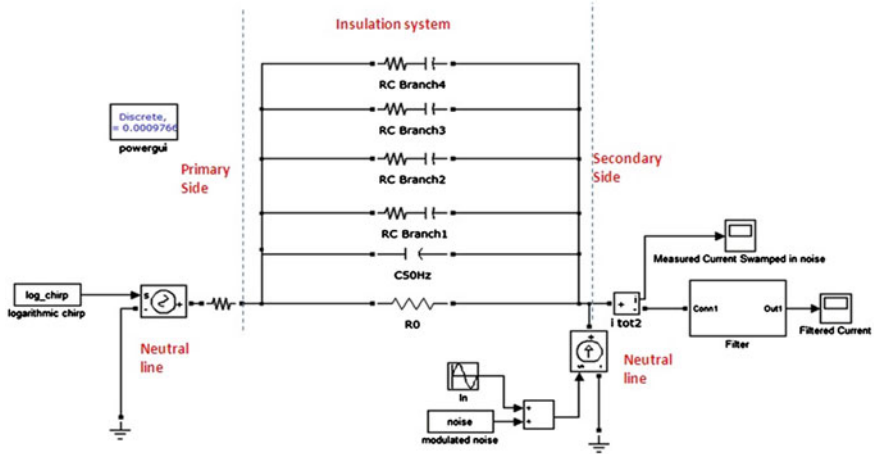 Insulation system
RC Branch4
Discrete,
= 0.0009766
powergui
RC Branch3
Primary
Side
Secondary
Side
RC Branch2
RC Branch1
Measured Current Swamped in noise
C50Hz
log_chirp
logarithmic chirp
s
-
+
R0
+
i
-
i tot2
Conn1
Out1
Filter
Filtered Current
Neutral
line
+
s
-
Neutral
line
In
noise
modulated noise
+
+